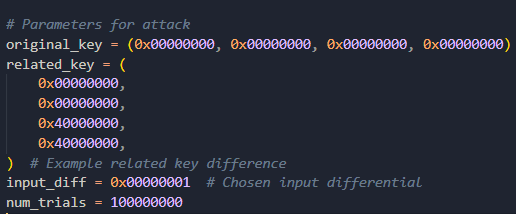 # Parameters for attack
original_key = (0x00000000, 0x00000000, 0x00000000, 0x00000000)
related_key = (
    0x00000000,
    0x00000000,
    0x40000000,
    0x40000000,
)  # Example related key difference
input_diff = 0x00000001  # Chosen input differential
num_trials = 100000000